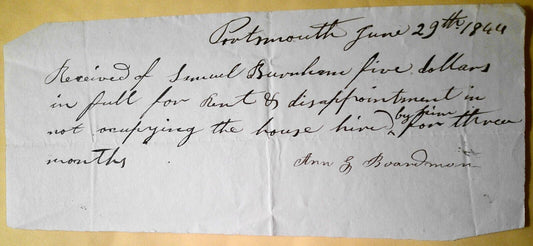 Portsmouth June 29th. 1844
Received of Samuel Burnham five dollars
in full for Rent & disappointment in
not occupying the house hired by him for three
months
Ann G Boardman